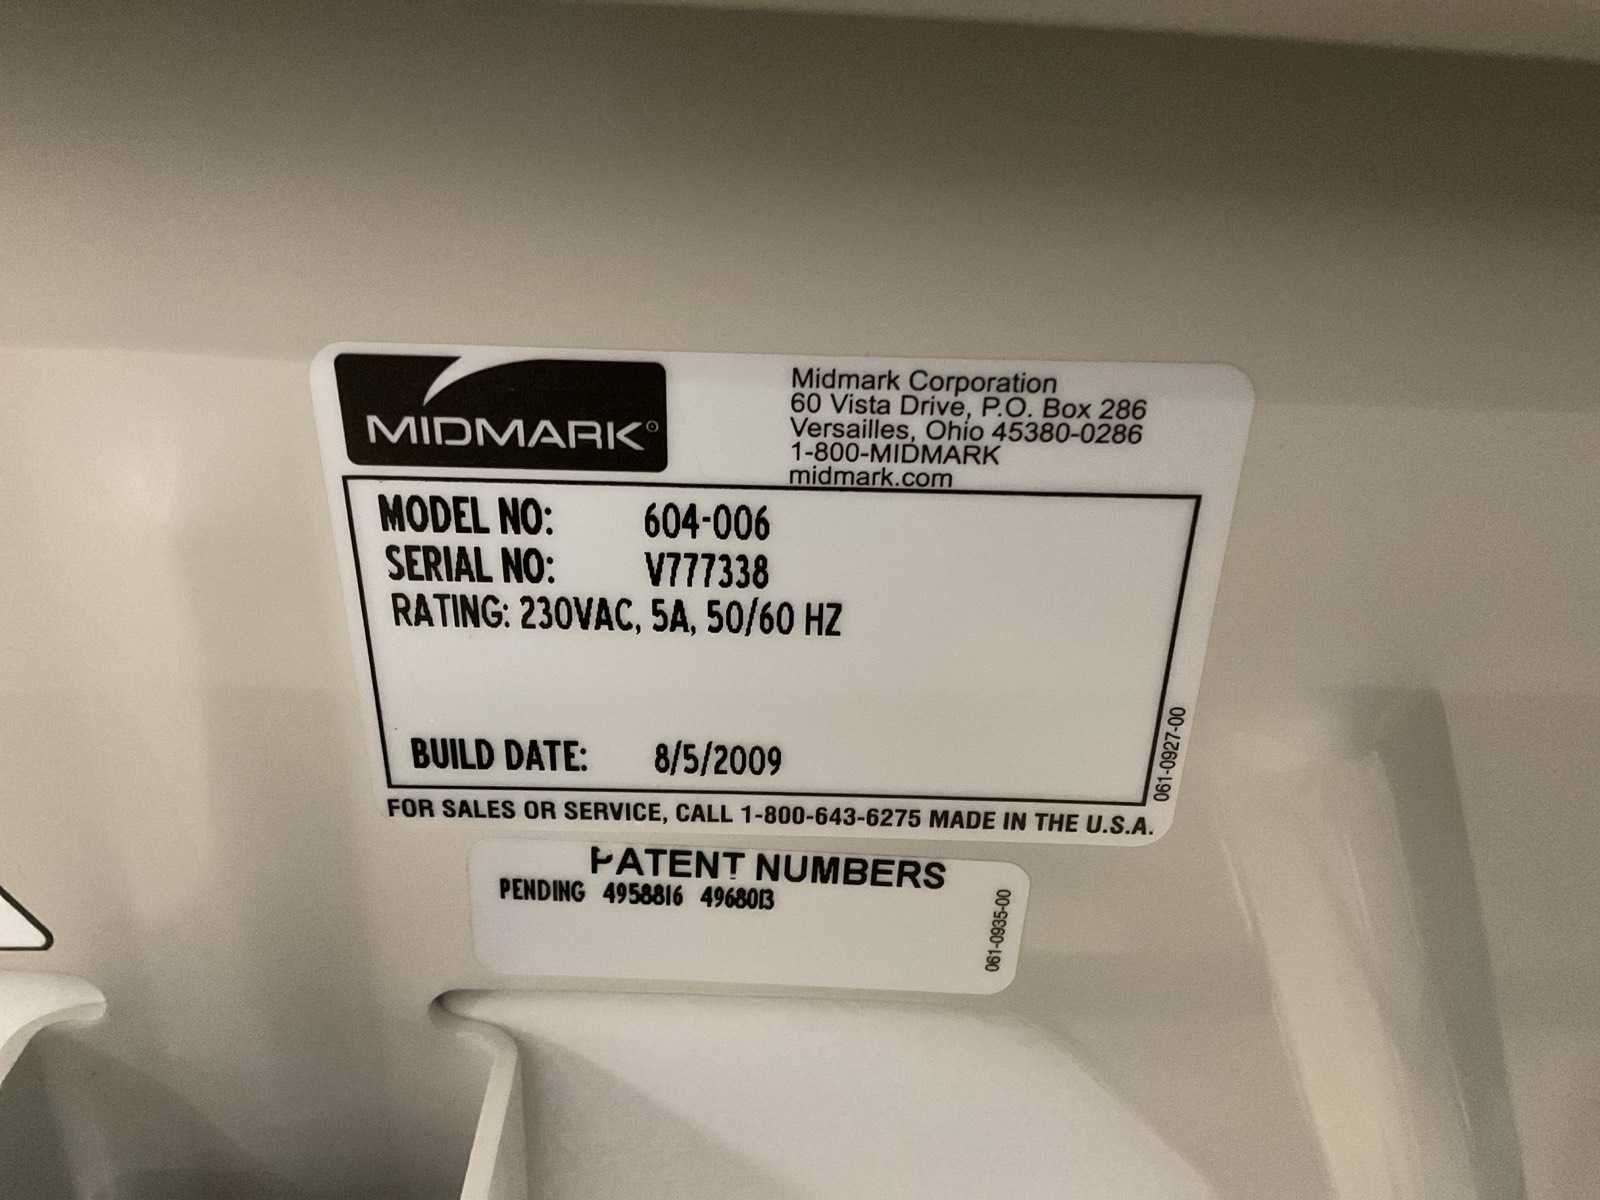 MIDMARK®
Midmark Corporation
60 Vista Drive, P.O. Box 286
Versailles, Ohio 45380-0286
1-800-MIDMARK
midmark.com
MODEL NO: 604-006
SERIAL NO: V777338
RATING: 230VAC, 5A, 50/60 HZ
BUILD DATE: 8/5/2009
061-0927-00
FOR SALES OR SERVICE, CALL 1-800-643-6275 MADE IN THE U.S.A.
PATENT NUMBERS
PENDING 4958816 4968013
061-0935-00